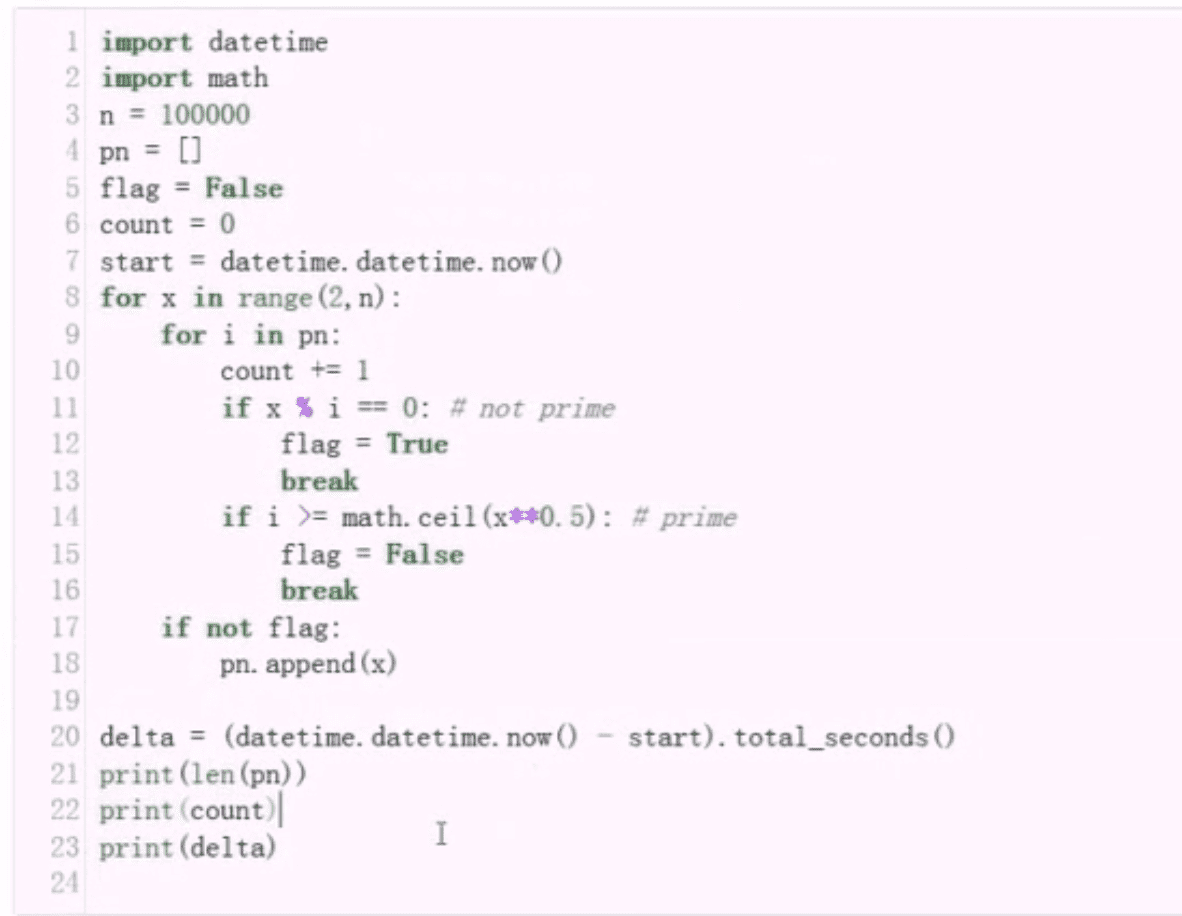 1 import datetime
2 import math
3 n = 100000
4 pn = []
5 flag = False
6 count = 0
7 start = datetime.datetime.now()
8 for x in range(2,n):
9     for i in pn:
10         count += 1
11         if x % i == 0: # not prime
12             flag = True
13             break
14         if i >= math.ceil(x**0.5): # prime
15             flag = False
16             break
17     if not flag:
18         pn.append(x)
19
20 delta = (datetime.datetime.now() - start).total_seconds()
21 print(len(pn))
22 print(count)
23 print(delta)
24